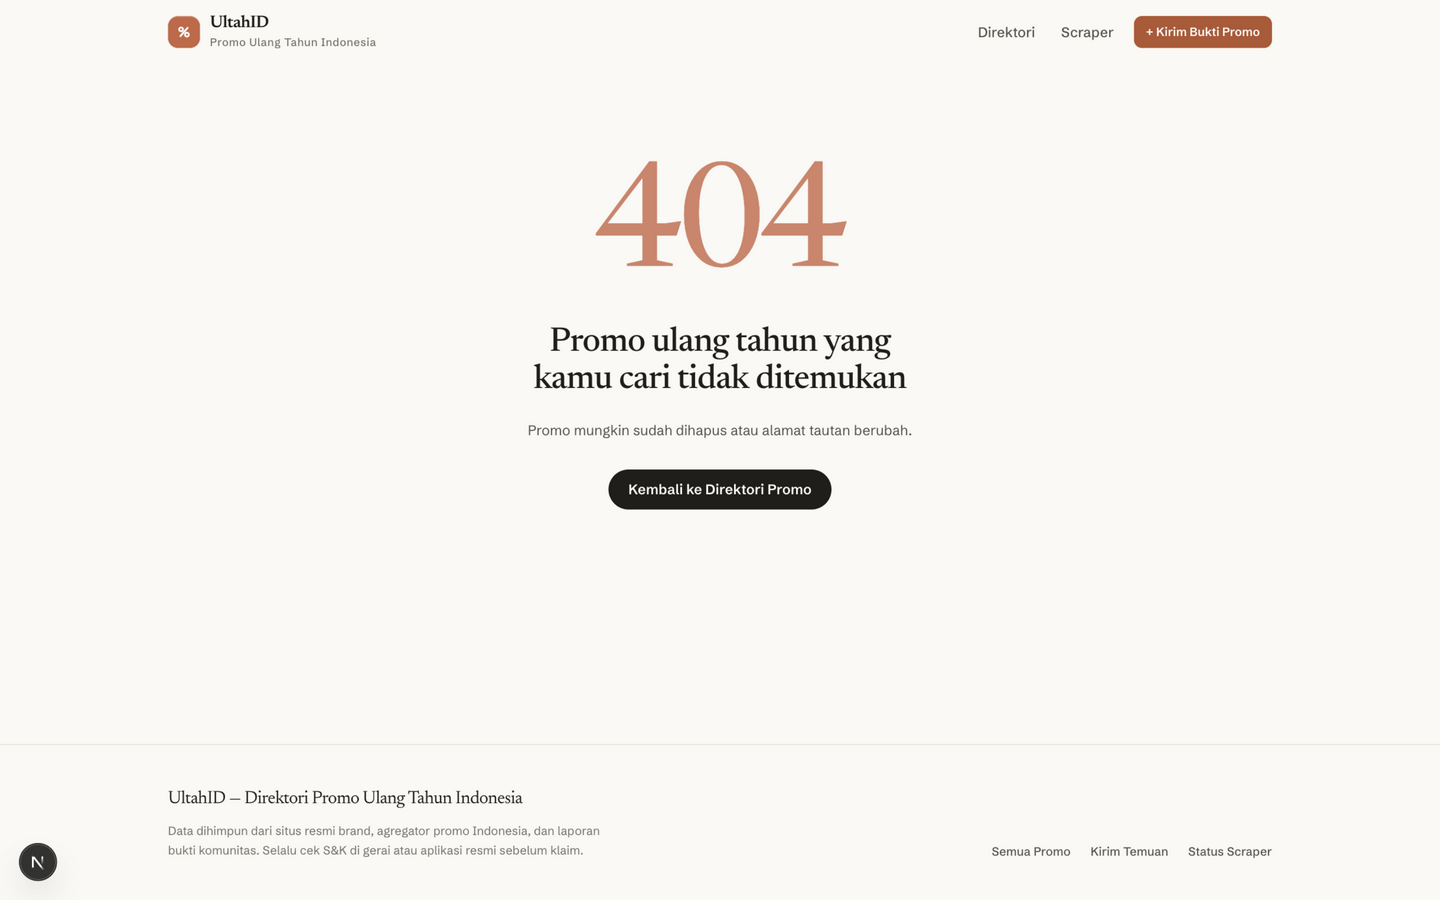 %
UltahID
Promo Ulang Tahun Indonesia
Direktori
Scraper
+ Kirim Bukti Promo
404
Promo ulang tahun yang
kamu cari tidak ditemukan
Promo mungkin sudah dihapus atau alamat tautan berubah.
Kembali ke Direktori Promo
UltahID — Direktori Promo Ulang Tahun Indonesia
Data dihimpun dari situs resmi brand, agregator promo Indonesia, dan laporan
bukti komunitas. Selalu cek S&K di gerai atau aplikasi resmi sebelum klaim.
Semua Promo
Kirim Temuan
Status Scraper
N